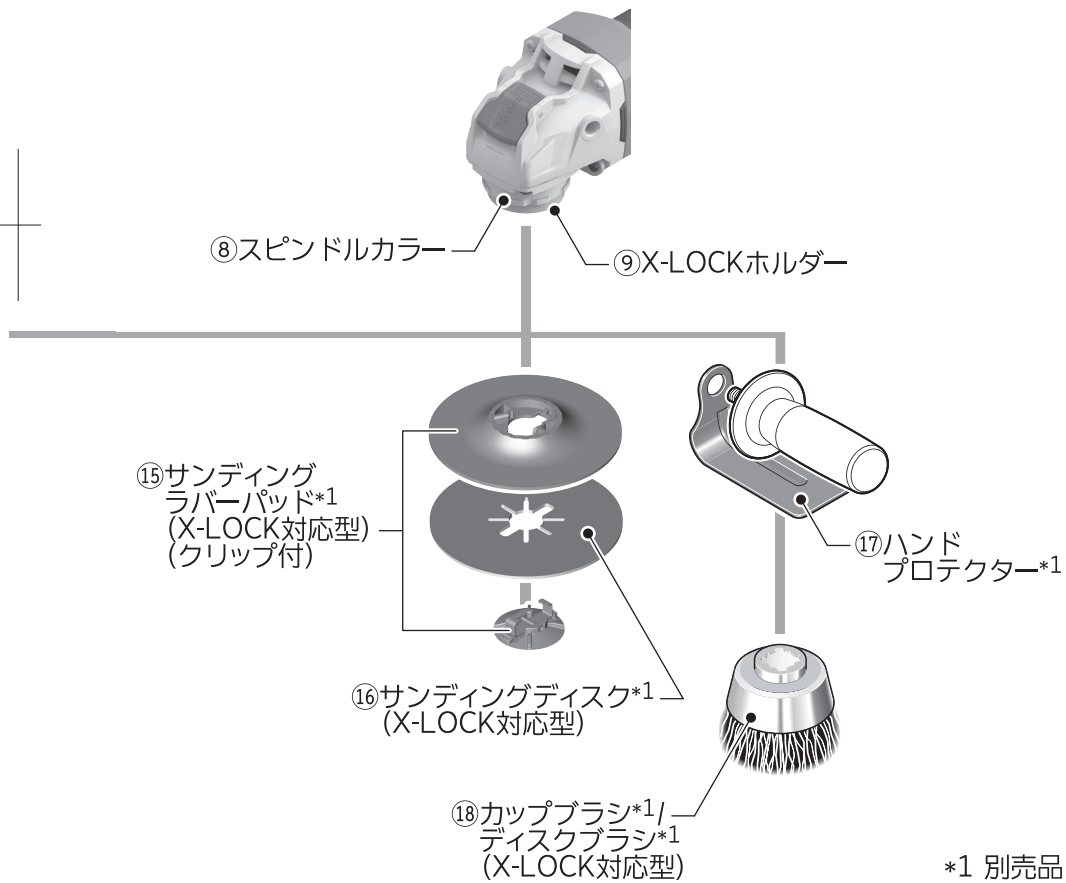 ⑧スピンドルカラー
⑨X-LOCKホルダー
⑮サンディング
ラバーパッド*1
(X-LOCK対応型)
(クリップ付)
⑰ハンド
プロテクター*1
⑯サンディングディスク*1
(X-LOCK対応型)
⑱カップブラシ*1/
ディスクブラシ*1
(X-LOCK対応型)
*1 別売品